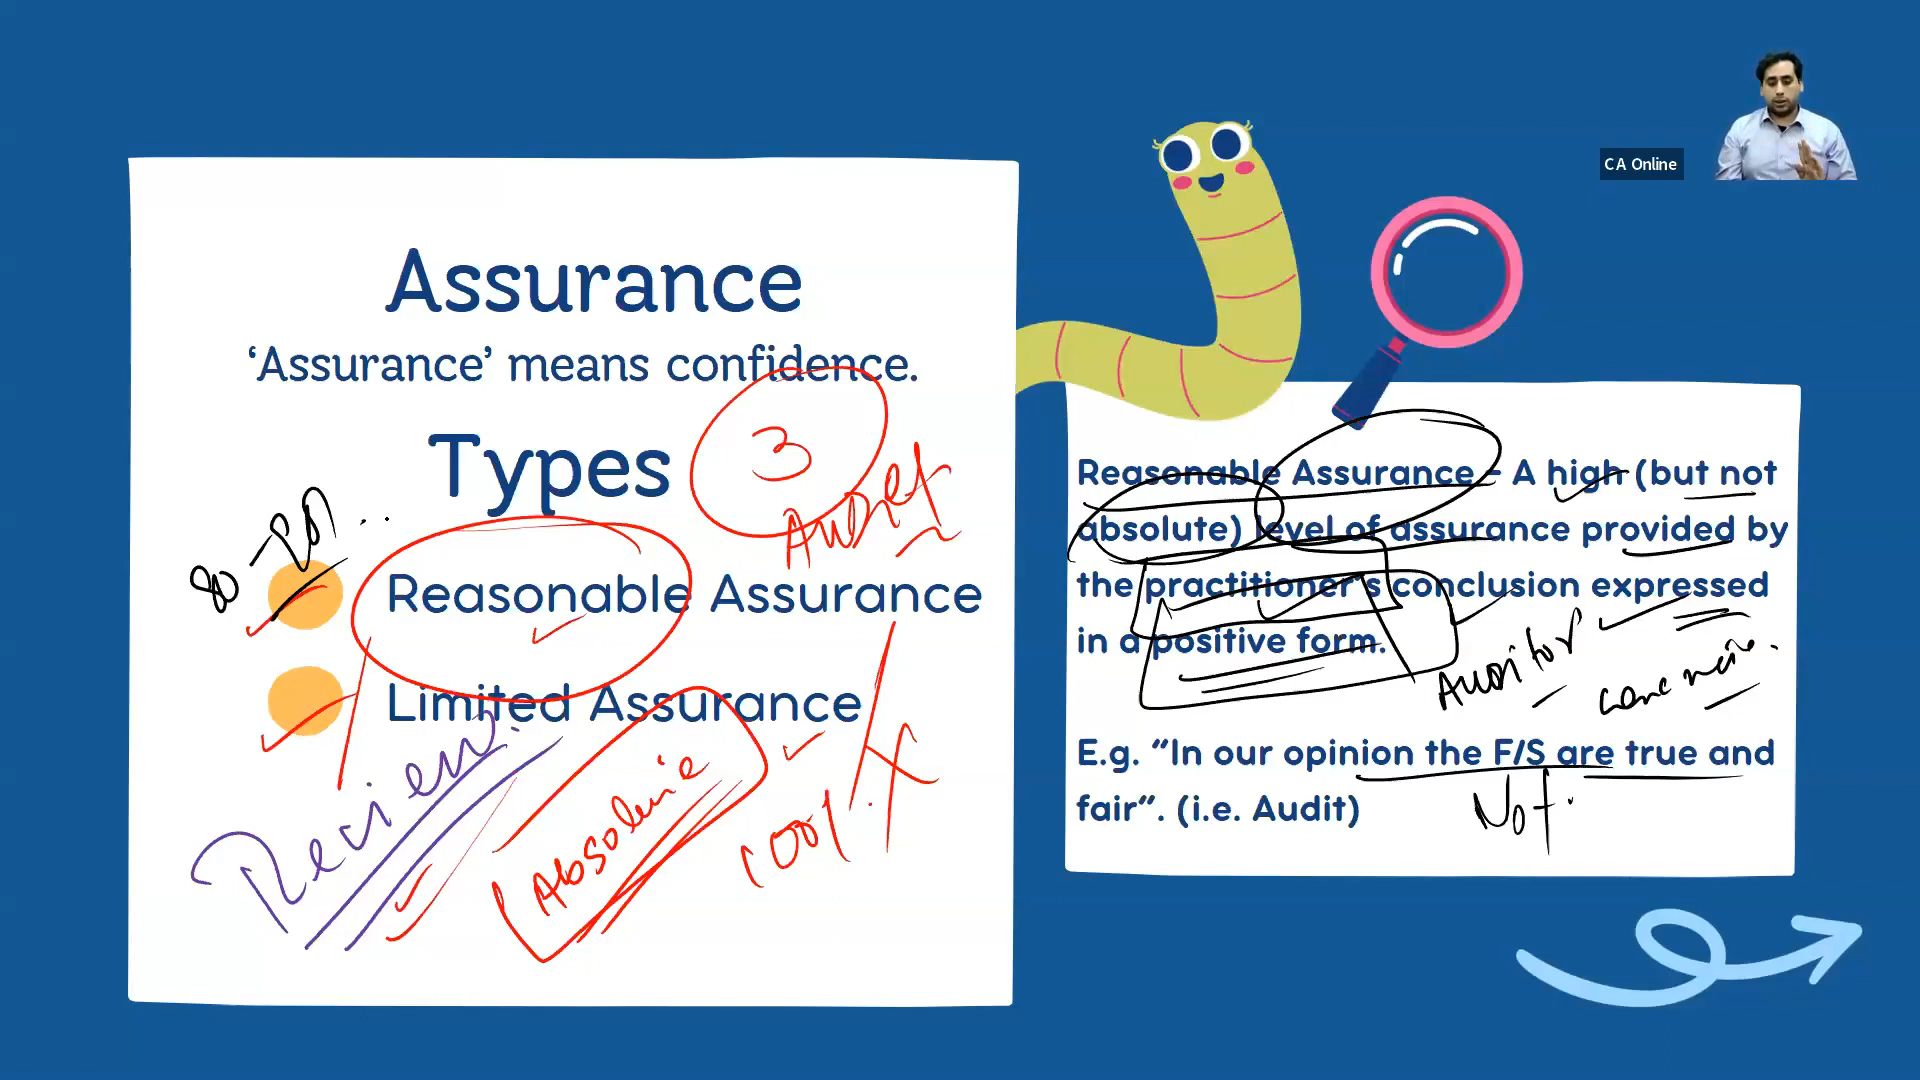 CA Online
Assurance
‘Assurance’ means confidence.
Types
3
Audit
80 -
Reasonable Assurance
Limited Assurance
Review.
Absolute
100%
Reasonable Assurance - A high (but not
absolute) level of assurance provided by
the practitioner's conclusion expressed
in a positive form.
Auditor
E.g. “In our opinion the F/S are true and
fair”. (i.e. Audit)
Not